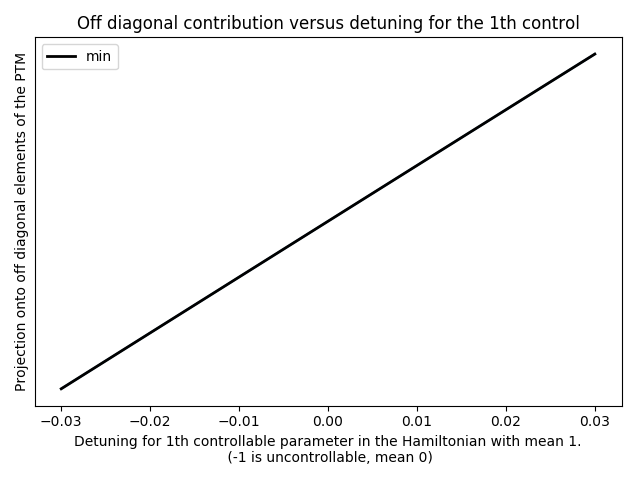 Off diagonal contribution versus detuning for the 1th control
min
Projection onto off diagonal elements of the PTM
−0.03 −0.02 −0.01 0.00 0.01 0.02 0.03
Detuning for 1th controllable parameter in the Hamiltonian with mean 1.
(-1 is uncontrollable, mean 0)